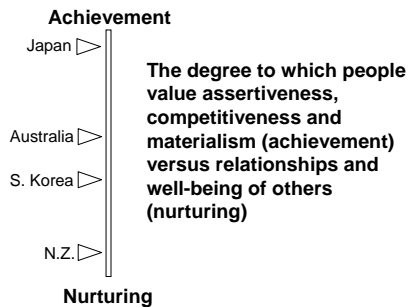 Achievement
Japan
The degree to which people
value assertiveness,
competitiveness and
materialism (achievement)
versus relationships and
well-being of others
(nurturing)
Australia
S. Korea
N.Z.
Nurturing